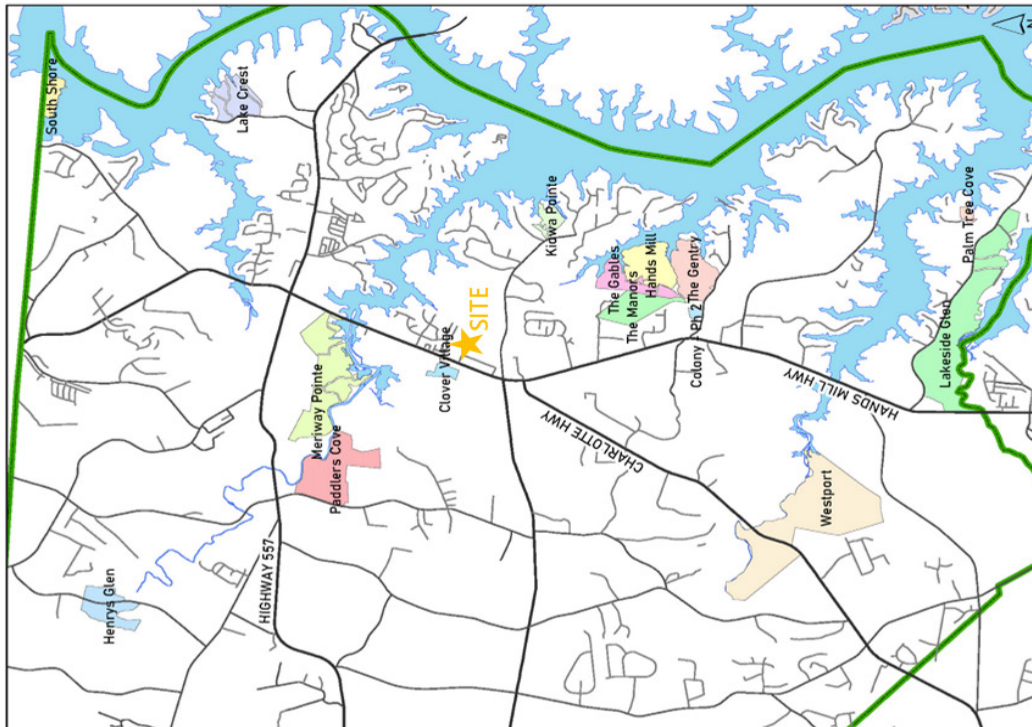 South Shore
Lake Crest
Henrys Glen
HIGHWAY 557
Meriway Pointe
Paddlers Cove
Clover Village
SITE
Kiowa Pointe
CHARLOTTE HWY
The Gables
The Manors
Hands Mill
Colony Ph 2
The Gentry
HANDS MILL HWY
Westport
Palm Tree Cove
Lakeside Glen
N